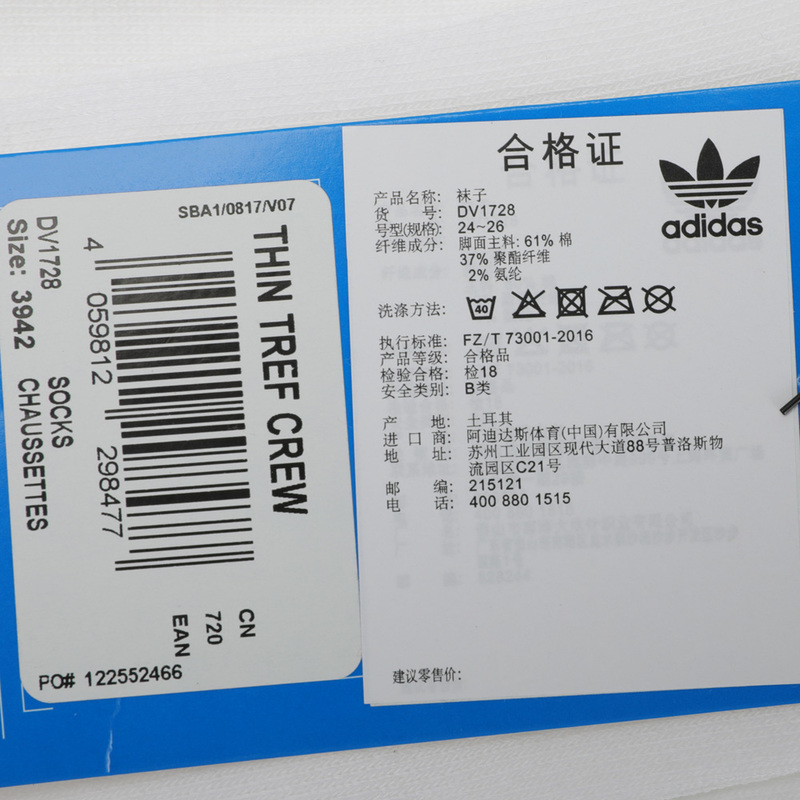 SBA1/0817/V07
THIN TREF CREW
4 059812 298477
DV1728
Size: 3942
SOCKS
CHAUSSETTES
CN
720
EAN
PO# 122552466
合格证
adidas
产品名称: 袜子
货 号: DV1728
号型(规格): 24~26
纤维成分: 脚面主料: 61% 棉
37% 聚酯纤维
2% 氨纶
洗涤方法: 40
执行标准: FZ/T 73001-2016
产品等级: 合格品
检验合格: 检18
安全类别: B类
产 地: 土耳其
进 口 商: 阿迪达斯体育(中国)有限公司
地 址: 苏州工业园区现代大道88号普洛斯物
流园区C21号
邮 编: 215121
电 话: 400 880 1515
建议零售价: